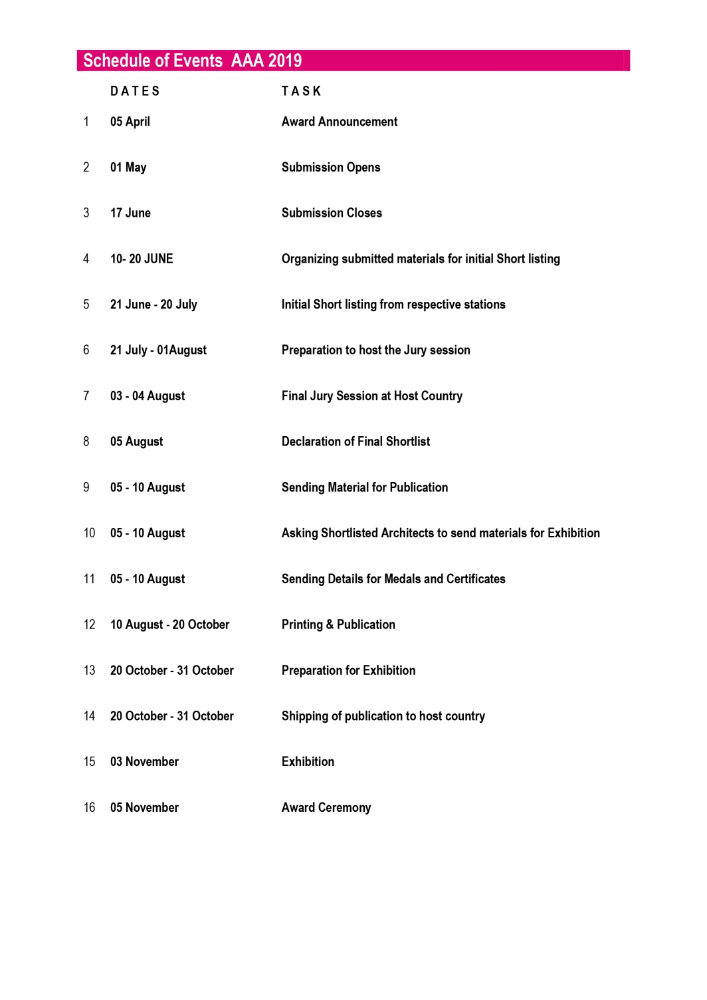 Schedule of Events  AAA 2019
D A T E S T A S K
1 05 April Award Announcement
2 01 May Submission Opens
3 17 June Submission Closes
4 10- 20 JUNE Organizing submitted materials for initial Short listing
5 21 June - 20 July Initial Short listing from respective stations
6 21 July - 01August Preparation to host the Jury session
7 03 - 04 August Final Jury Session at Host Country
8 05 August Declaration of Final Shortlist
9 05 - 10 August Sending Material for Publication
10 05 - 10 August Asking Shortlisted Architects to send materials for Exhibition
11 05 - 10 August Sending Details for Medals and Certificates
12 10 August - 20 October Printing & Publication
13 20 October - 31 October Preparation for Exhibition
14 20 October - 31 October Shipping of publication to host country
15 03 November Exhibition
16 05 November Award Ceremony